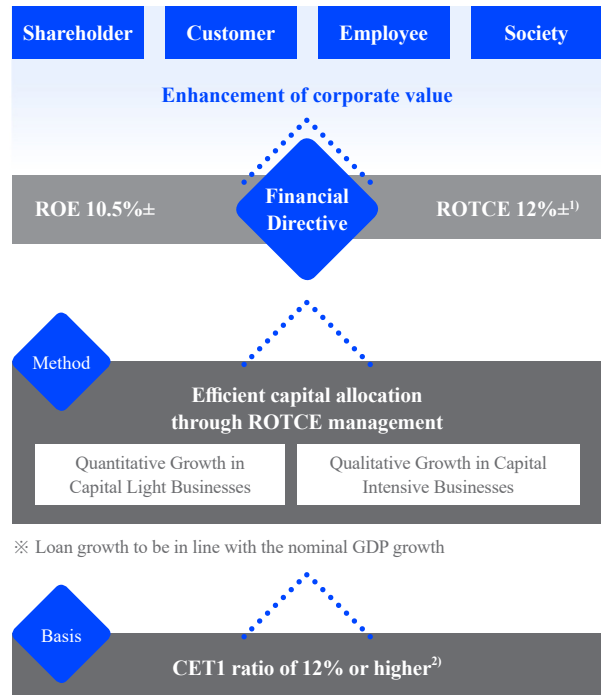 Shareholder
Customer
Employee
Society
Enhancement of corporate value
ROE 10.5%±
Financial
Directive
ROTCE 12%±1)
Method
Efficient capital allocation
through ROTCE management
Quantitative Growth in
Capital Light Businesses
Qualitative Growth in Capital
Intensive Businesses
※ Loan growth to be in line with the nominal GDP growth
Basis
CET1 ratio of 12% or higher2)